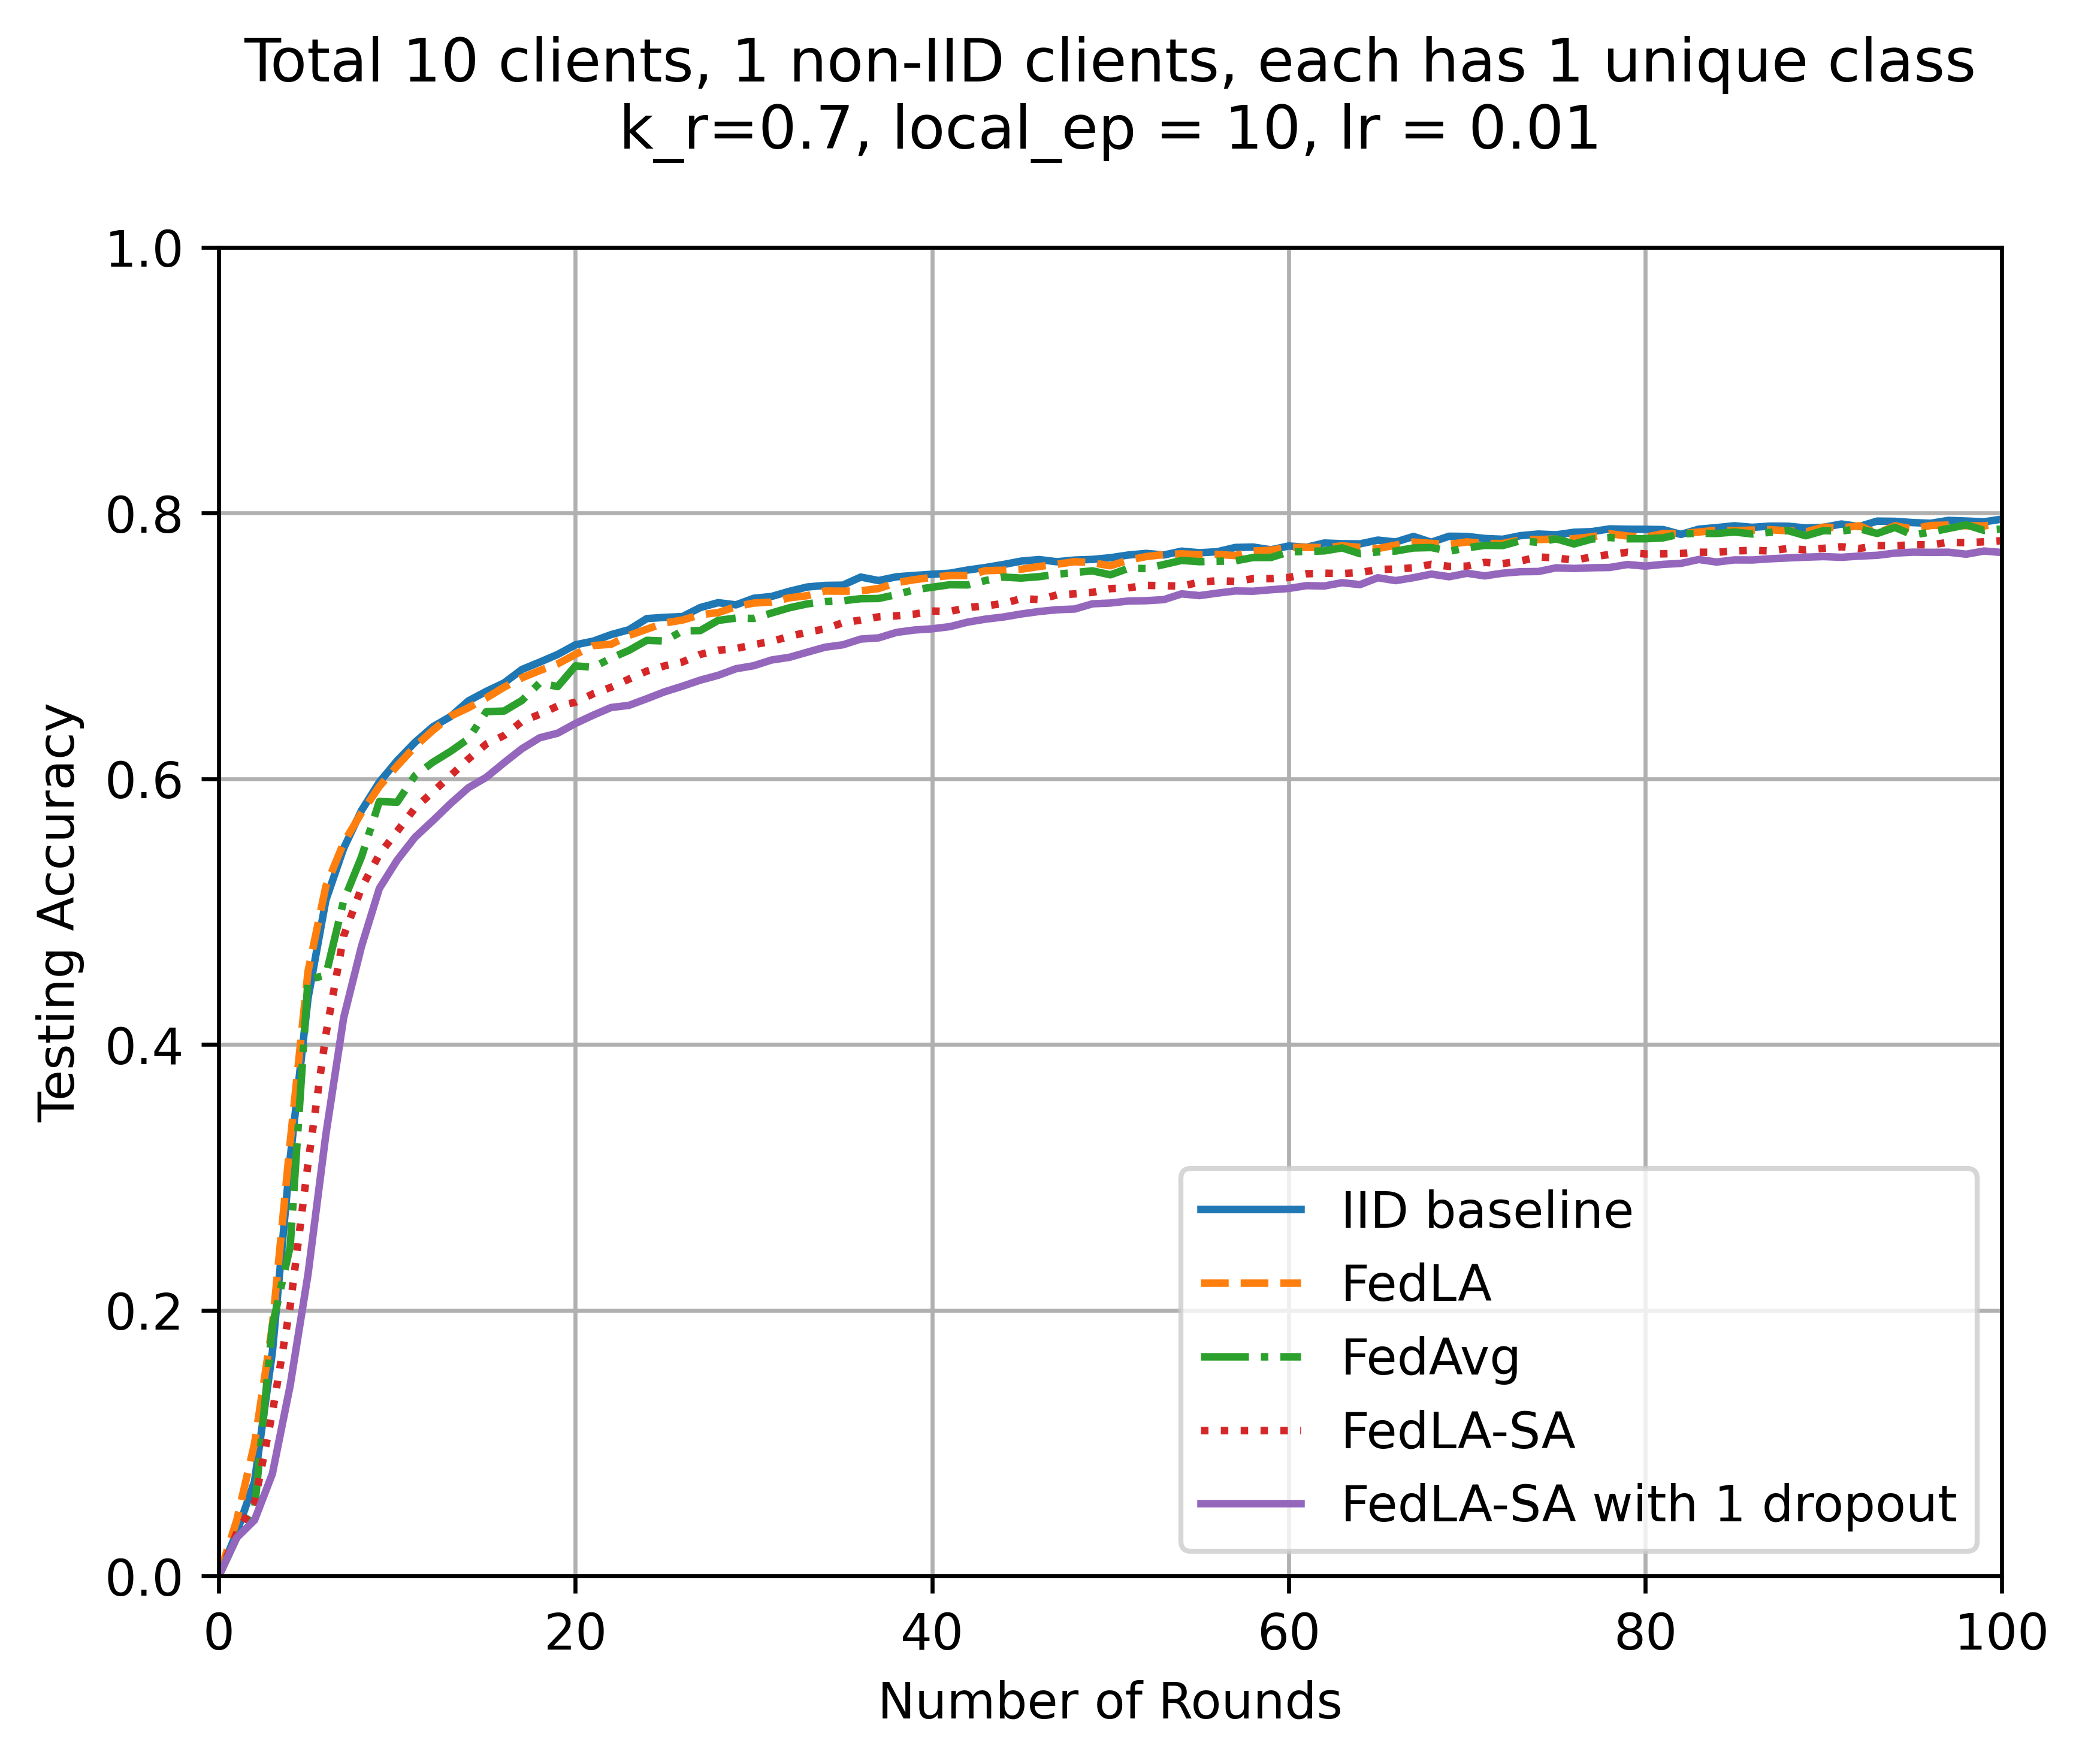 Total 10 clients, 1 non-IID clients, each has 1 unique class
k_r=0.7, local_ep = 10, lr = 0.01
1.0
0.8
0.6
0.4
0.2
0.0
Testing Accuracy
IID baseline
FedLA
FedAvg
FedLA-SA
FedLA-SA with 1 dropout
0 20 40 60 80 100
Number of Rounds